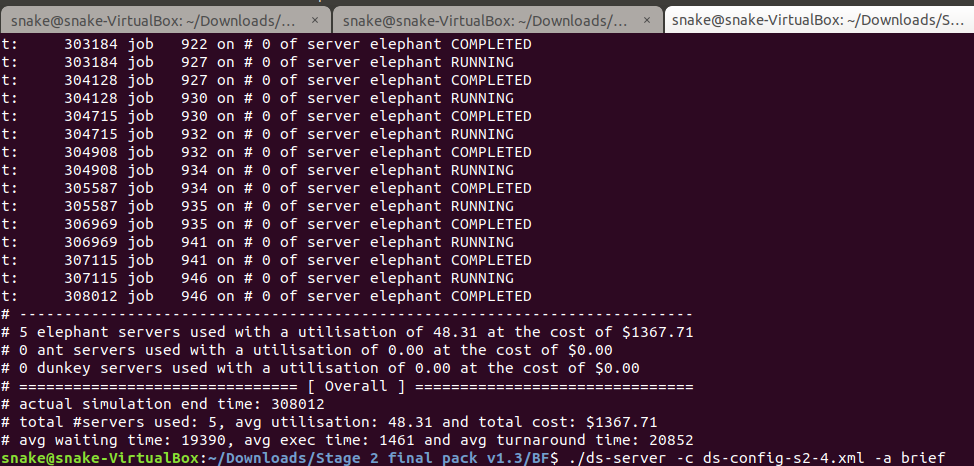 snake@snake-VirtualBox: ~/Downloads/... × snake@snake-VirtualBox: ~/Downloads/... × snake@snake-VirtualBox: ~/Downloads/S...
t: 303184 job 922 on # 0 of server elephant COMPLETED
t: 303184 job 927 on # 0 of server elephant RUNNING
t: 304128 job 927 on # 0 of server elephant COMPLETED
t: 304128 job 930 on # 0 of server elephant RUNNING
t: 304715 job 930 on # 0 of server elephant COMPLETED
t: 304715 job 932 on # 0 of server elephant RUNNING
t: 304908 job 932 on # 0 of server elephant COMPLETED
t: 304908 job 934 on # 0 of server elephant RUNNING
t: 305587 job 934 on # 0 of server elephant COMPLETED
t: 305587 job 935 on # 0 of server elephant RUNNING
t: 306969 job 935 on # 0 of server elephant COMPLETED
t: 306969 job 941 on # 0 of server elephant RUNNING
t: 307115 job 941 on # 0 of server elephant COMPLETED
t: 307115 job 946 on # 0 of server elephant RUNNING
t: 308012 job 946 on # 0 of server elephant COMPLETED
# ---------------------------------------------------------------------------
# 5 elephant servers used with a utilisation of 48.31 at the cost of $1367.71
# 0 ant servers used with a utilisation of 0.00 at the cost of $0.00
# 0 dunkey servers used with a utilisation of 0.00 at the cost of $0.00
# =============================== [ Overall ] ===============================
# actual simulation end time: 308012
# total #servers used: 5, avg utilisation: 48.31 and total cost: $1367.71
# avg waiting time: 19390, avg exec time: 1461 and avg turnaround time: 20852
snake@snake-VirtualBox:~/Downloads/Stage 2 final pack v1.3/BF$ ./ds-server -c ds-config-s2-4.xml -a brief